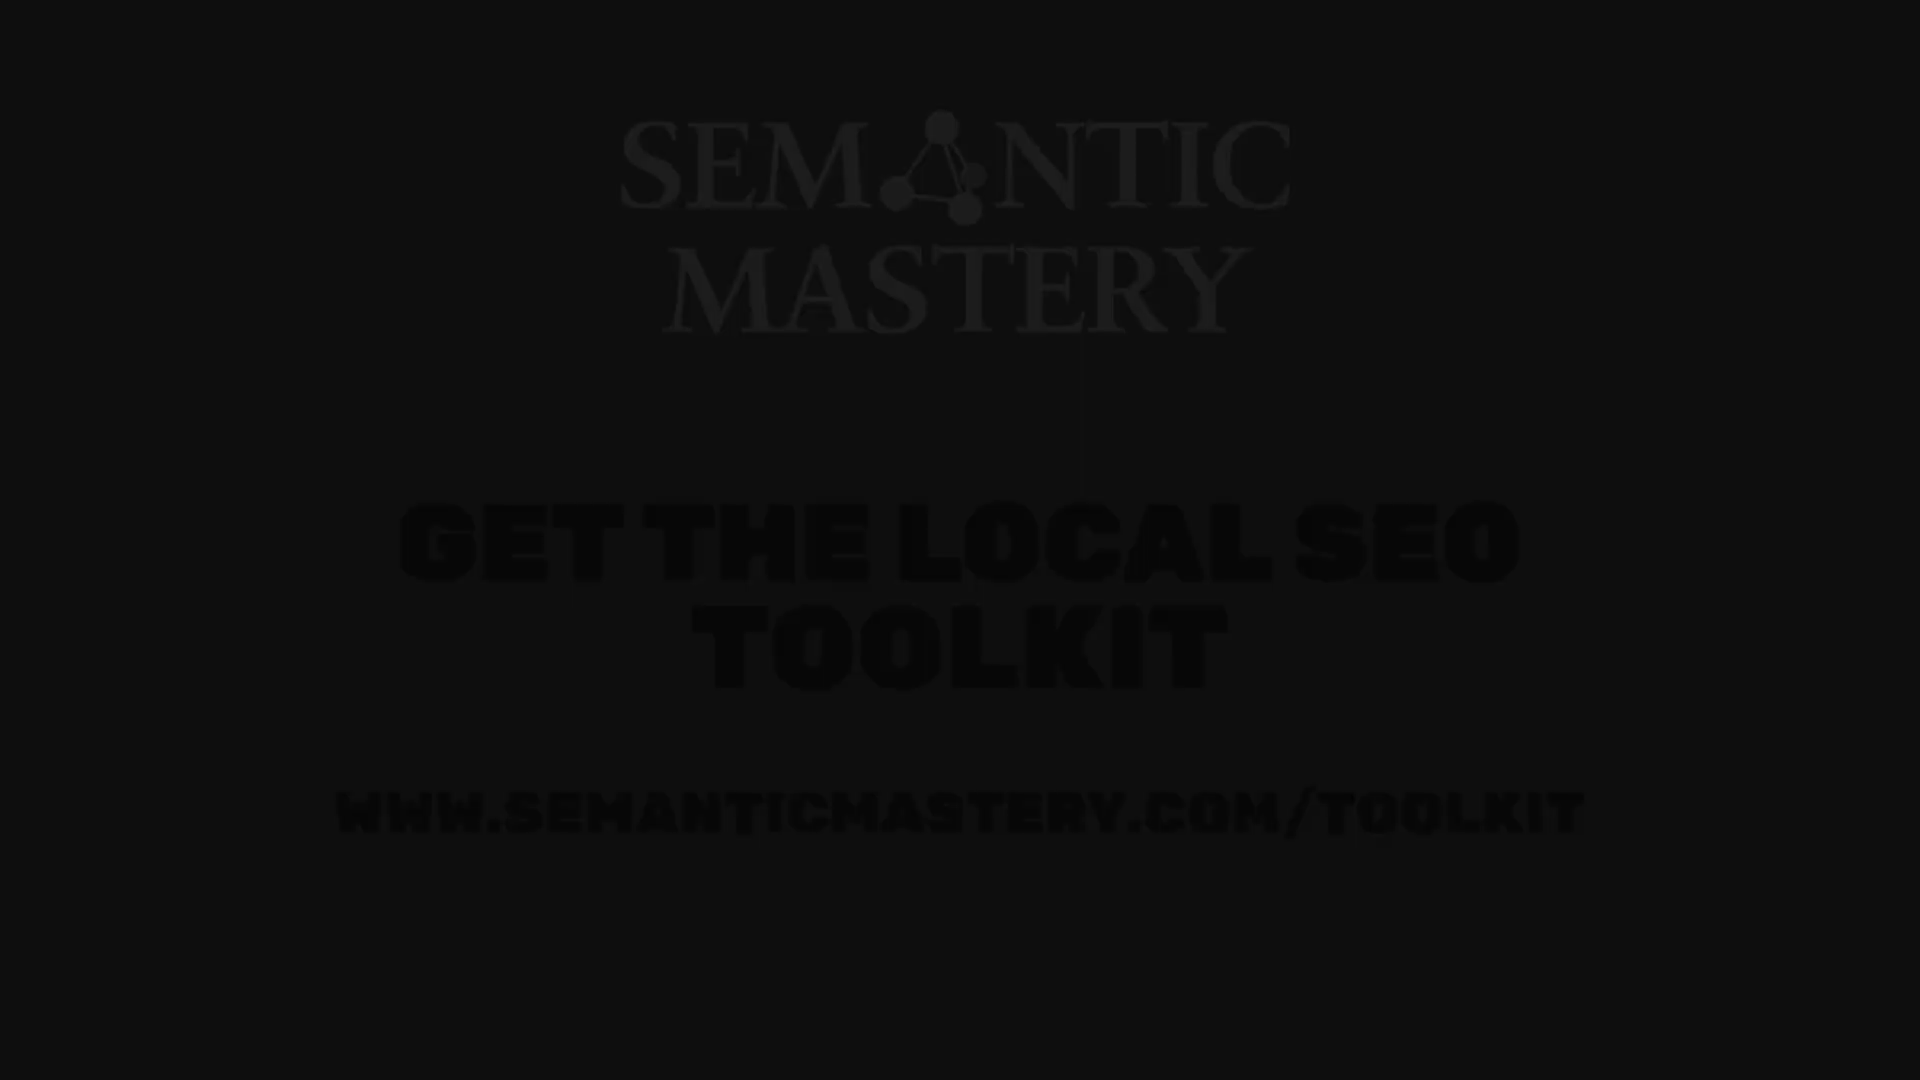 SEMANTIC
MASTERY
GET THE LOCAL SEO
TOOLKIT
WWW.SEMANTICMASTERY.COM/TOOLKIT